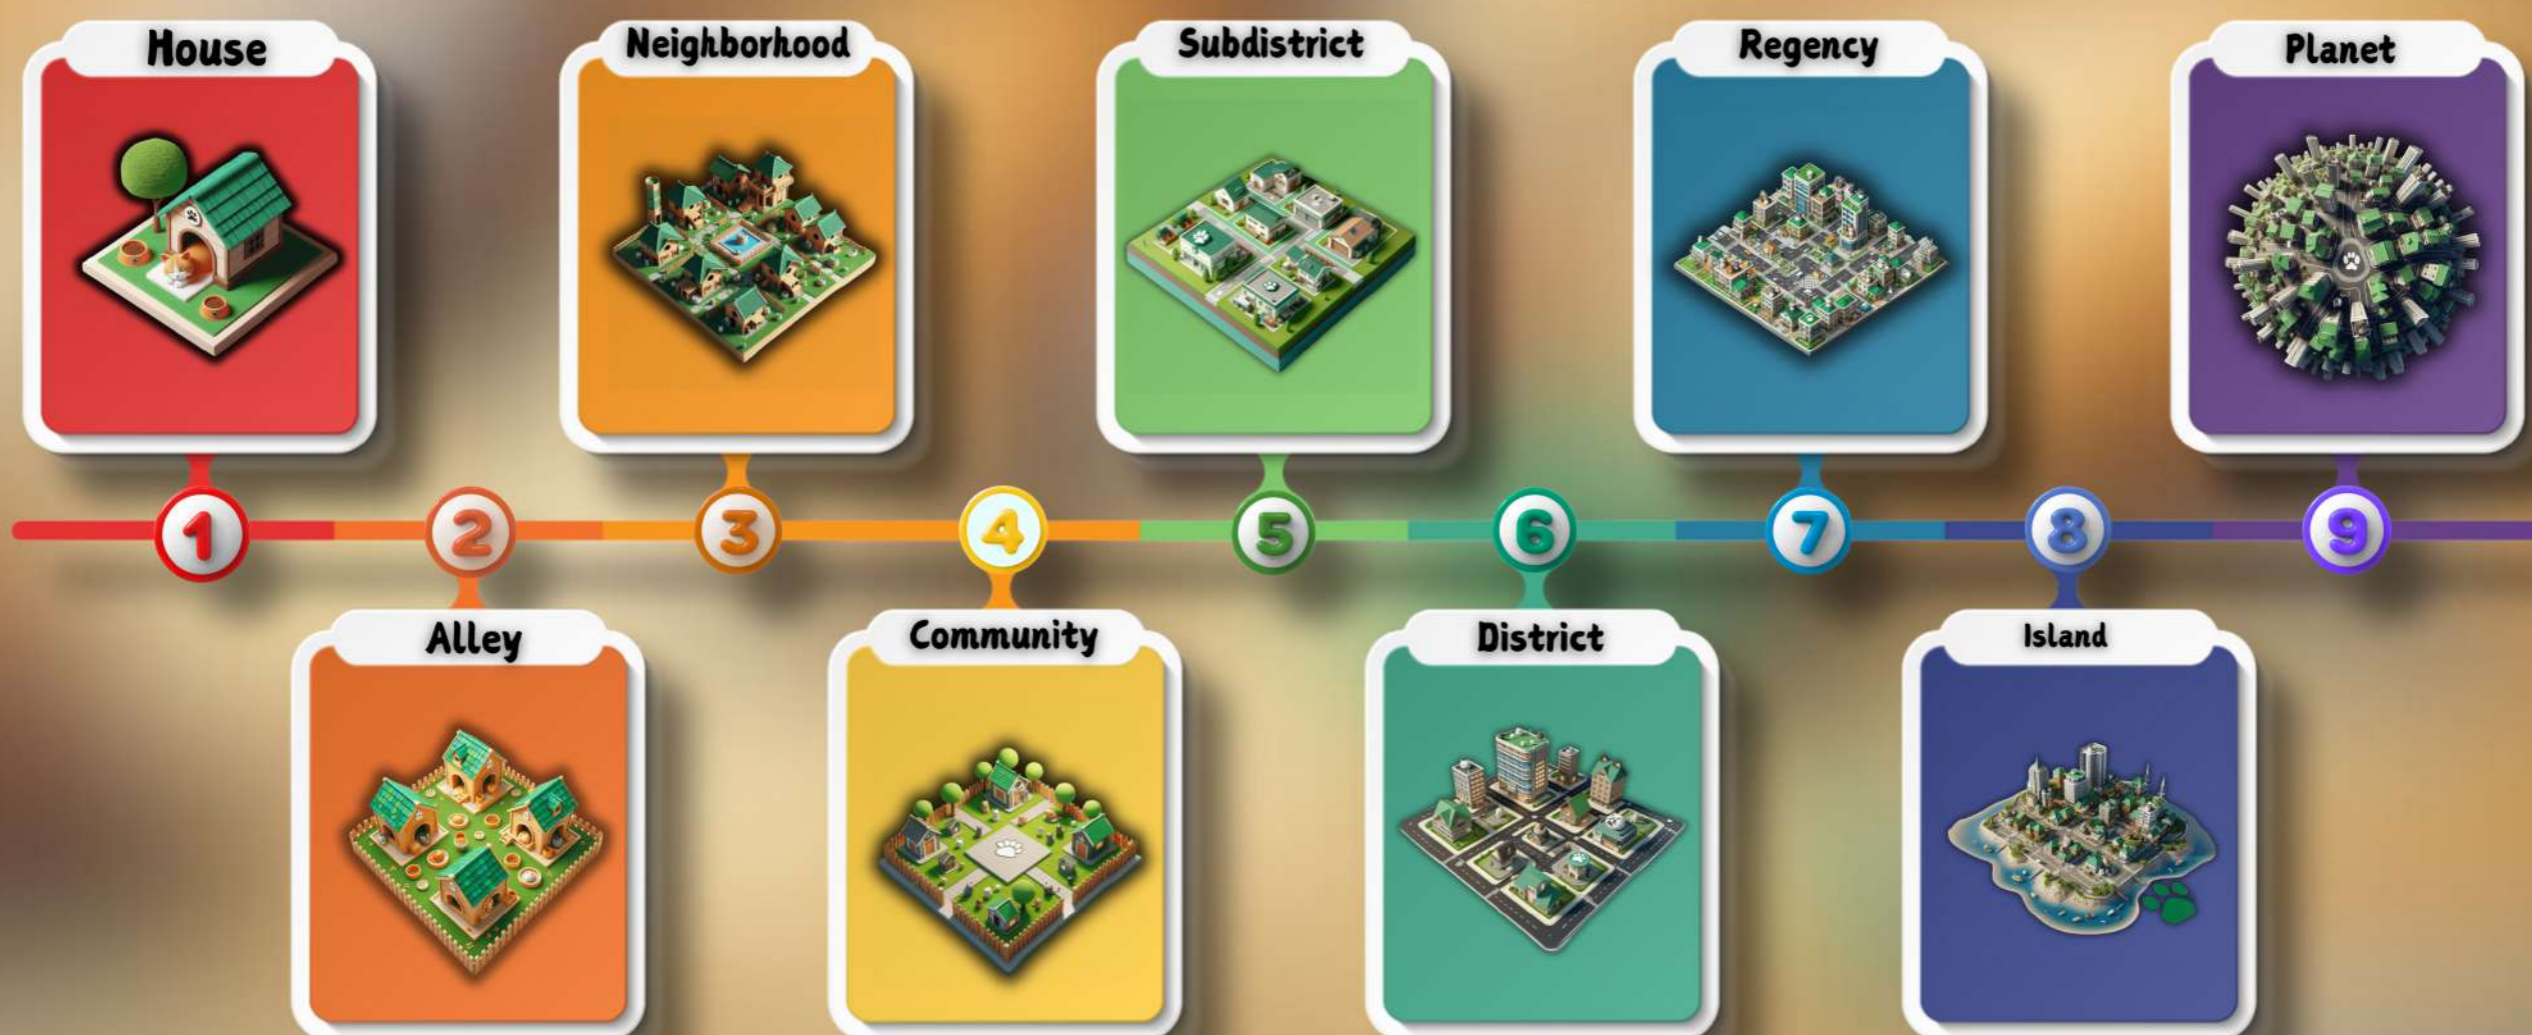 House
Neighborhood
Subdistrict
Regency
Planet
1
2
3
4
5
6
7
8
9
Alley
Community
District
Island